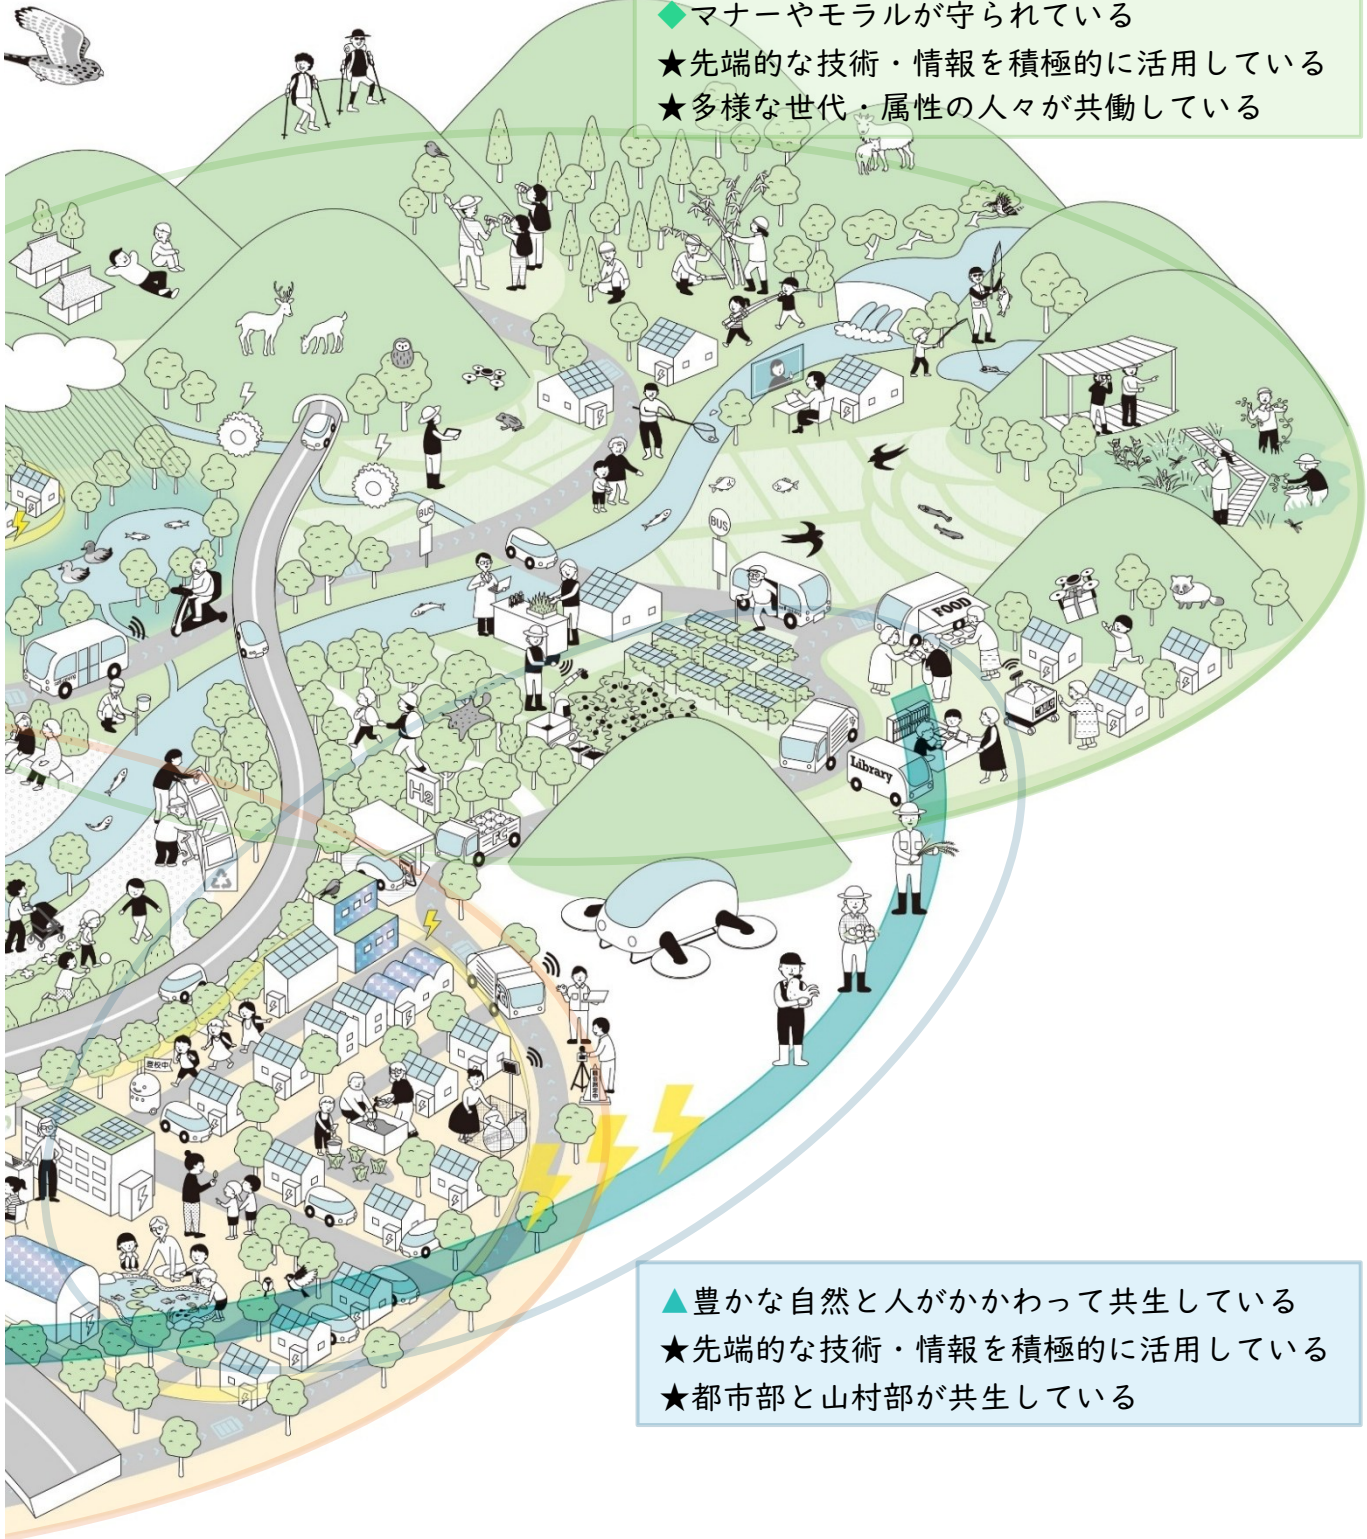 ◆マナーやモラルが守られている
★先端的な技術・情報を積極的に活用している
★多様な世代・属性の人々が共働している
BUS
BUS
FOOD
Library
H2
登校中
▲豊かな自然と人がかかわって共生している
★先端的な技術・情報を積極的に活用している
★都市部と山村部が共生している